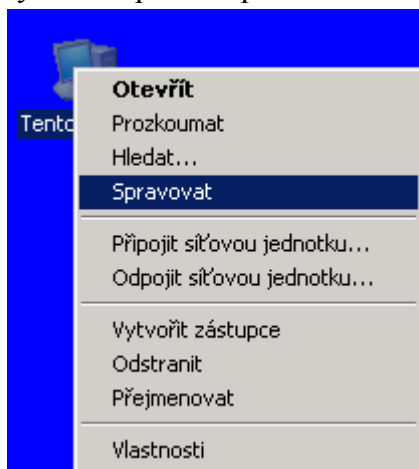 Tento
Otevřít
Prozkoumat
Hledat...
Spravovat
Připojit síťovou jednotku...
Odpojit síťovou jednotku...
Vytvořit zástupce
Odstranit
Přejmenovat
Vlastnosti